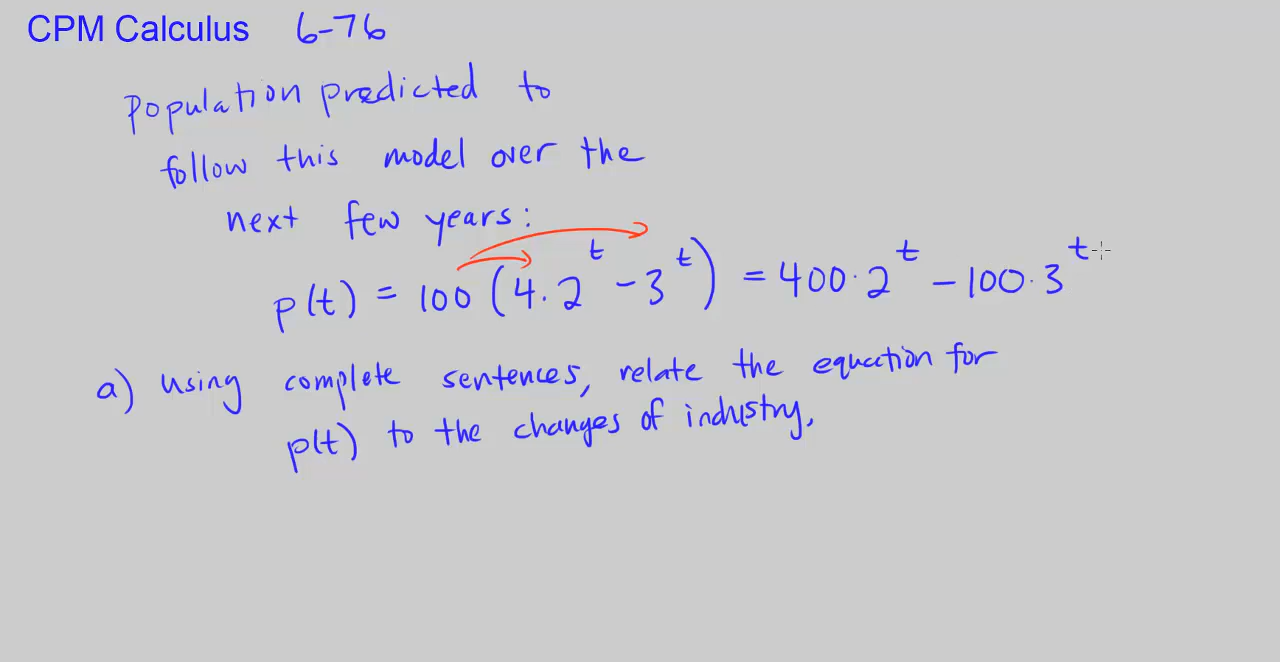 CPM Calculus 6-76
Population predicted to
follow this model over the
next few years:
p(t) = 100 (4·2^t - 3^t) = 400·2^t - 100·3^t
a) using complete sentences, relate the equation for
p(t) to the changes of industry.